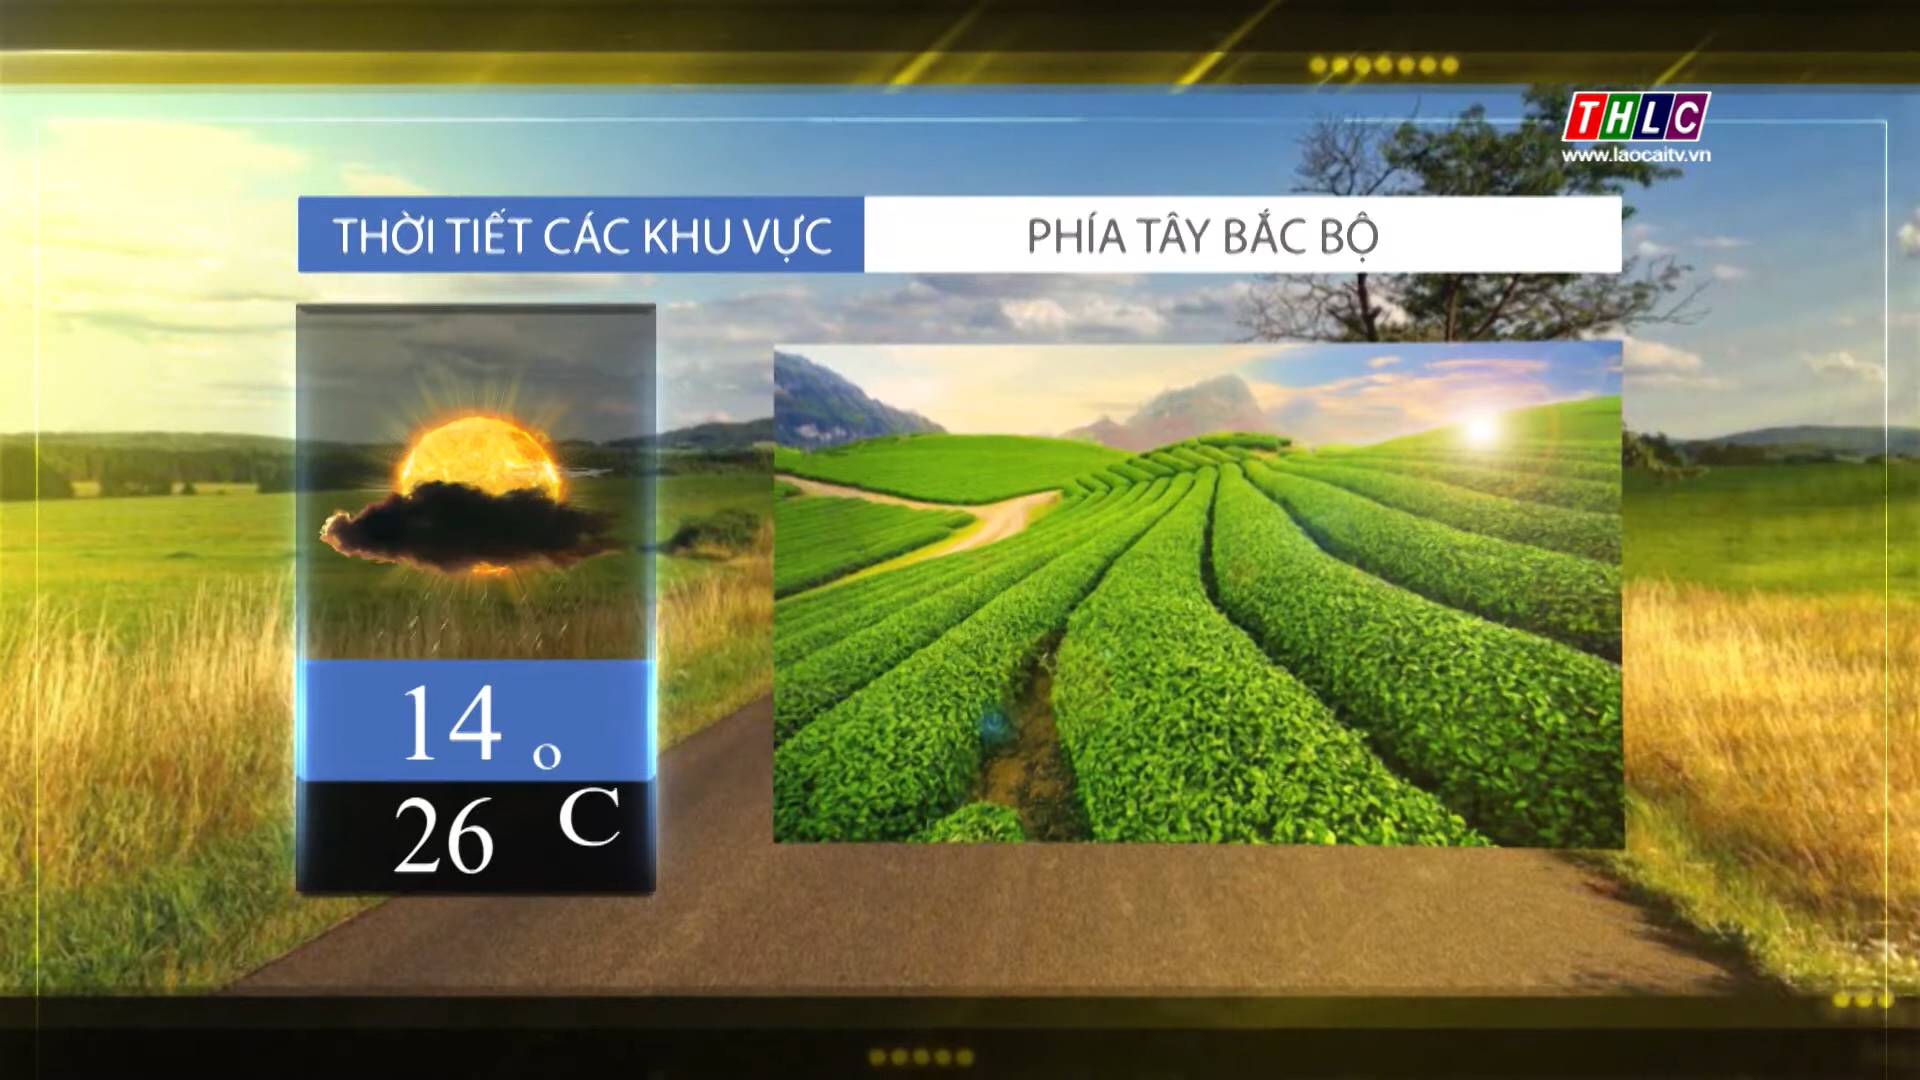 THLC
www.laocaitv.vn
THỜI TIẾT CÁC KHU VỰC
PHÍA TÂY BẮC BỘ
14 o
26 C